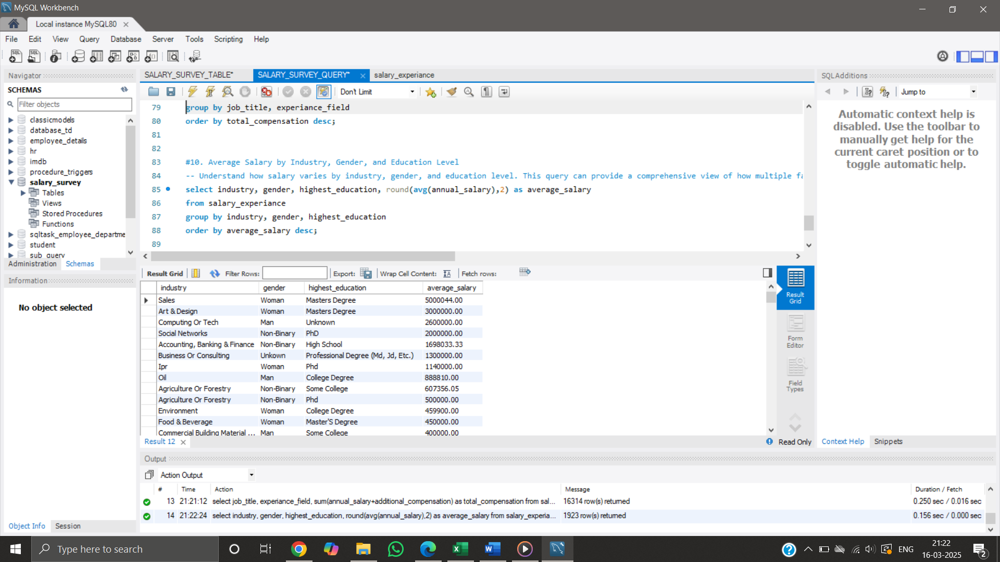 MySQL Workbench
Local instance MySQL80
File Edit View Query Database Server Tools Scripting Help
Navigator
SCHEMAS
Filter objects
classicmodels
database_td
employee_details
hr
imdb
procedure_triggers
salary_survey
Tables
Views
Stored Procedures
Functions
sqltask_employee_departme
student
sub_query
Administration Schemas
Information
No object selected
Object Info Session
SALARY_SURVEY_TABLE* SALARY_SURVEY_QUERY* salary_experiance
Don't Limit
79 group by job_title, experiance_field
80 order by total_compensation desc;
81
82
83 #10. Average Salary by Industry, Gender, and Education Level
84 -- Understand how salary varies by industry, gender, and education level. This query can provide a comprehensive view of how multiple fa
85 select industry, gender, highest_education, round(avg(annual_salary),2) as average_salary
86 from salary_experiance
87 group by industry, gender, highest_education
88 order by average_salary desc;
89
Result Grid Filter Rows: Export: Wrap Cell Content: Fetch rows:
industry gender highest_education average_salary
Sales Woman Masters Degree 5000044.00
Art & Design Woman Masters Degree 3000000.00
Computing Or Tech Man Unknown 2600000.00
Social Networks Non-Binary PhD 2000000.00
Accounting, Banking & Finance Non-Binary High School 1698033.33
Business Or Consulting Unkown Professional Degree (Md, Jd, Etc.) 1300000.00
Ipr Woman Phd 1140000.00
Oil Man College Degree 888810.00
Agriculture Or Forestry Non-Binary Some College 607356.05
Agriculture Or Forestry Non-Binary Phd 500000.00
Environment Woman College Degree 459900.00
Food & Beverage Woman Master'S Degree 450000.00
Commercial Building Material ... Man Some College 400000.00
Result Grid
Form Editor
Field Types
Result 12
Read Only
SQLAdditions
Jump to
Automatic context help is
disabled. Use the toolbar to
manually get help for the
current caret position or to
toggle automatic help.
Context Help Snippets
Output
Action Output
# Time Action Message Duration / Fetch
13 21:21:12 select job_title, experiance_field, sum(annual_salary+additional_compensation) as total_compensation from sal... 16314 row(s) returned 0.250 sec / 0.016 sec
14 21:22:24 select industry, gender, highest_education, round(avg(annual_salary),2) as average_salary from salary_experia... 1923 row(s) returned 0.156 sec / 0.000 sec
Type here to search
ENG
21:22
16-03-2025
2